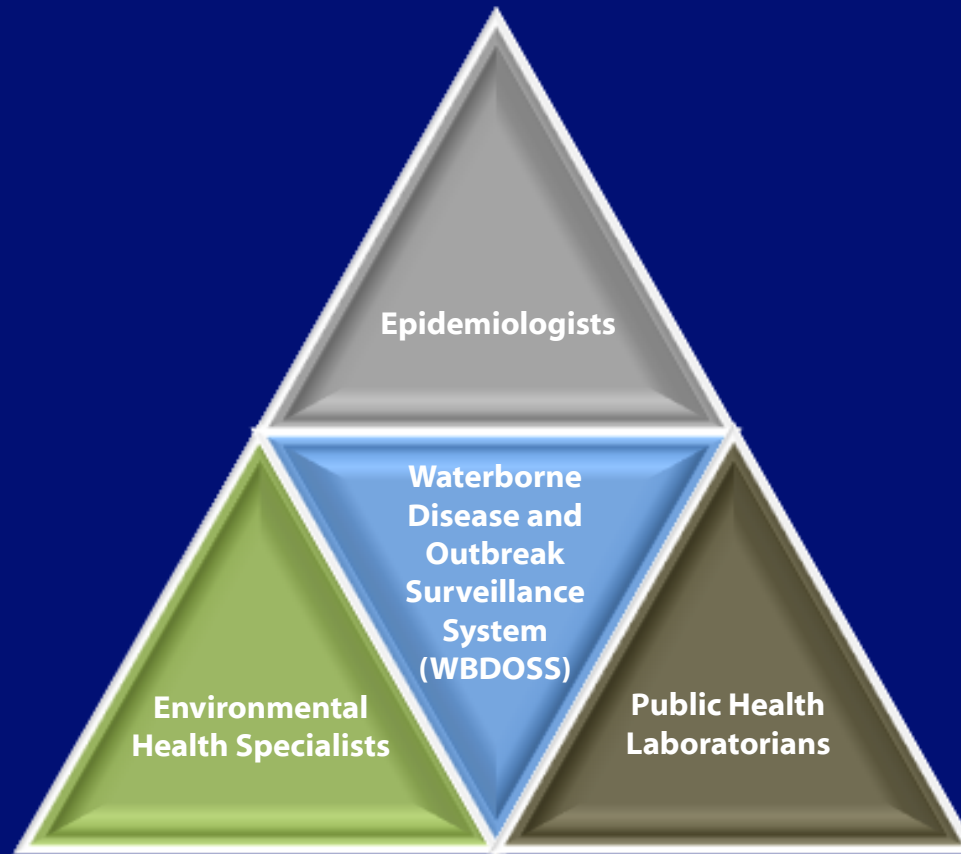 Epidemiologists
Waterborne
Disease and
Outbreak
Surveillance
System
(WBDOSS)
Environmental
Health Specialists
Public Health
Laboratorians